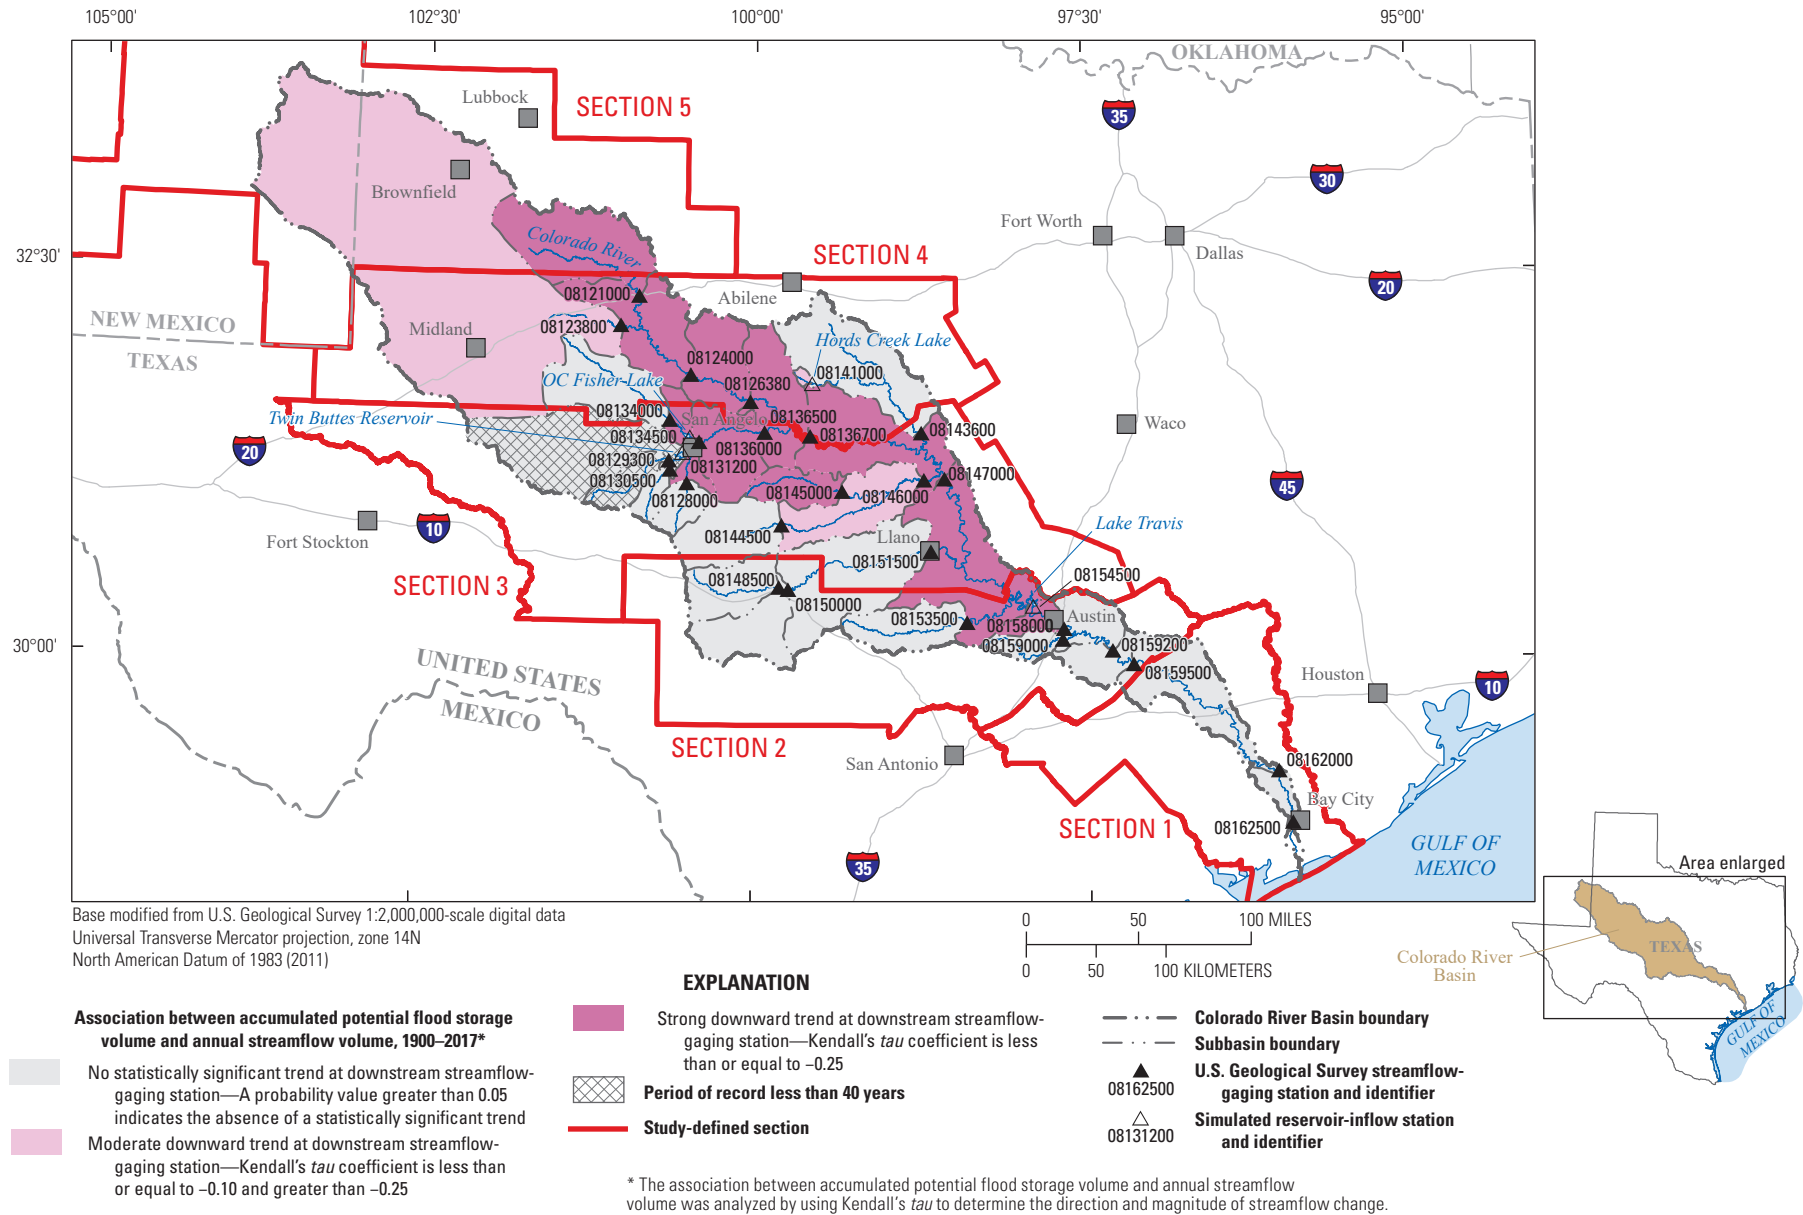 105°00'
102°30'
100°00'
97°30'
95°00'
32°30'
30°00'
OKLAHOMA
NEW MEXICO
TEXAS
UNITED STATES
MEXICO
GULF OF
MEXICO
SECTION 5
SECTION 4
SECTION 3
SECTION 2
SECTION 1
Lubbock
Brownfield
Midland
Abilene
Fort Worth
Dallas
Waco
San Angelo
Fort Stockton
Llano
Austin
San Antonio
Houston
Bay City
35
30
20
20
45
10
10
35
Colorado River
Hords Creek Lake
OC Fisher Lake
Twin Buttes Reservoir
Lake Travis
08121000
08123800
08124000
08126380
08141000
08134000
08136500
08134500
08136700
08143600
08136000
08129300
08131200
08130500
08128000
08145000
08146000
08147000
08144500
08151500
08148500
08150000
08154500
08153500
08158000
08159000
08159200
08159500
08162000
08162500
Base modified from U.S. Geological Survey 1:2,000,000-scale digital data
Universal Transverse Mercator projection, zone 14N
North American Datum of 1983 (2011)
0 50 100 MILES
0 50 100 KILOMETERS
Area enlarged
Colorado River
Basin
TEXAS
GULF OF
MEXICO
EXPLANATION
Association between accumulated potential flood storage
volume and annual streamflow volume, 1900–2017*
No statistically significant trend at downstream streamflow-
gaging station—A probability value greater than 0.05
indicates the absence of a statistically significant trend
Moderate downward trend at downstream streamflow-
gaging station—Kendall's tau coefficient is less than
or equal to −0.10 and greater than −0.25
Strong downward trend at downstream streamflow-
gaging station—Kendall's tau coefficient is less
than or equal to −0.25
Period of record less than 40 years
Study-defined section
Colorado River Basin boundary
Subbasin boundary
U.S. Geological Survey streamflow-
gaging station and identifier
08162500
Simulated reservoir-inflow station
and identifier
08131200
* The association between accumulated potential flood storage volume and annual streamflow
volume was analyzed by using Kendall's tau to determine the direction and magnitude of streamflow change.